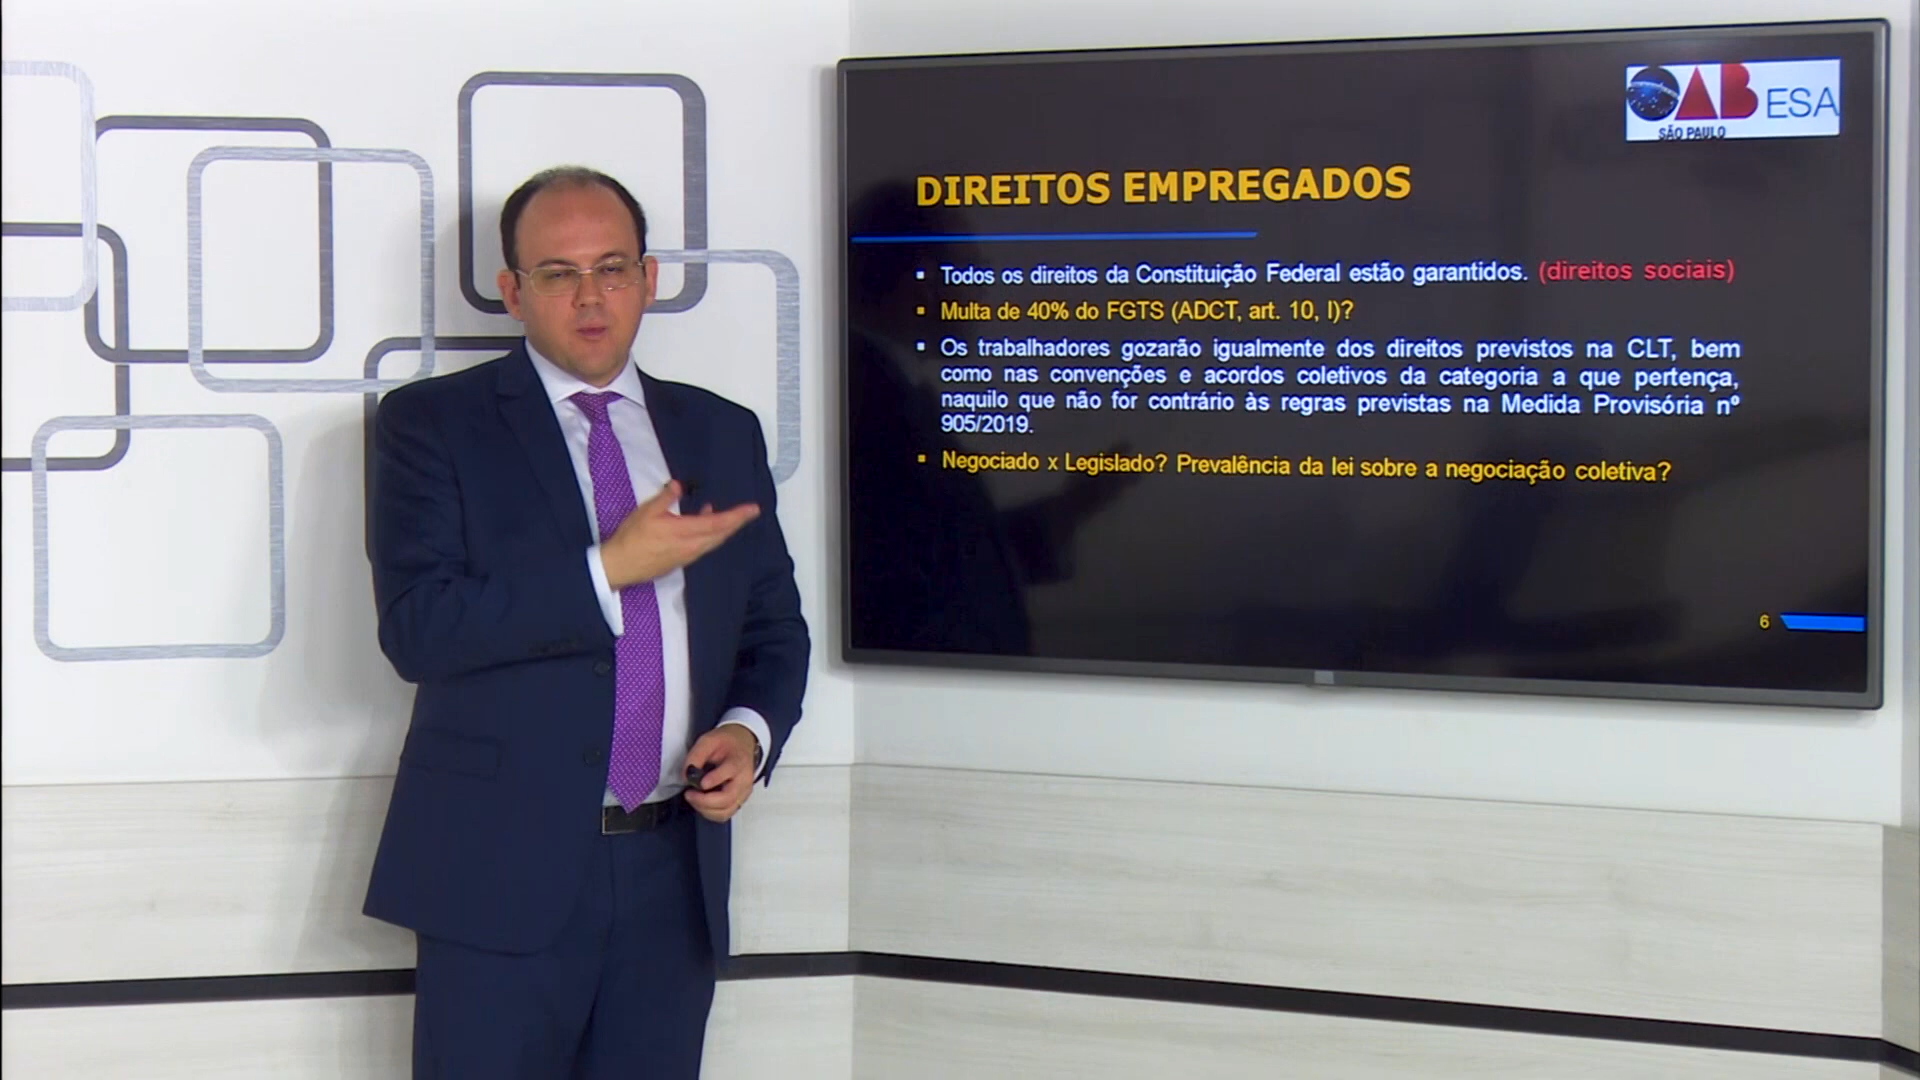 OAB ESA
SÃO PAULO
DIREITOS EMPREGADOS
▪ Todos os direitos da Constituição Federal estão garantidos. (direitos sociais)
▪ Multa de 40% do FGTS (ADCT, art. 10, I)?
▪ Os trabalhadores gozarão igualmente dos direitos previstos na CLT, bem
como nas convenções e acordos coletivos da categoria a que pertença,
naquilo que não for contrário às regras previstas na Medida Provisória nº
905/2019.
▪ Negociado x Legislado? Prevalência da lei sobre a negociação coletiva?
6